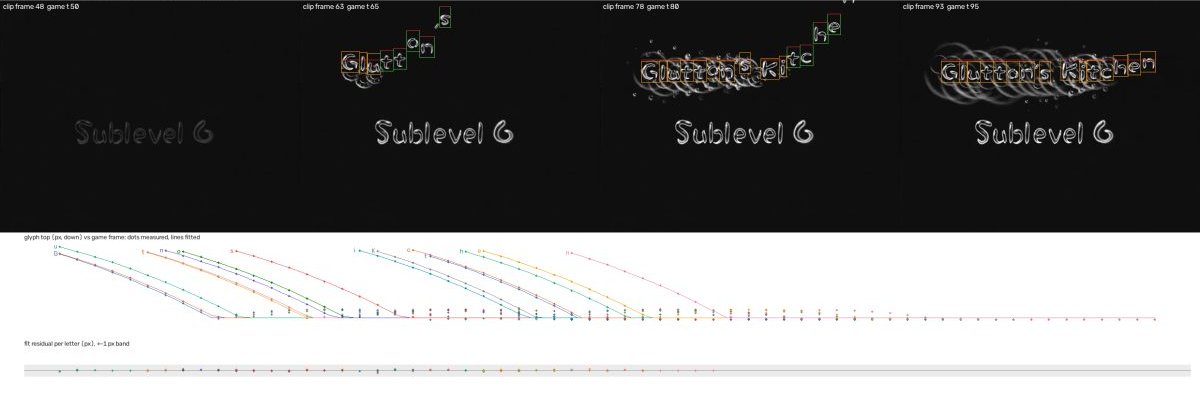 clip frame 48 game t 50
clip frame 63 game t 65
clip frame 78 game t 80
clip frame 93 game t 95
Glutton's
Glutton's Kitche
Glutton's Kitchen
Sublevel 6
Sublevel 6
Sublevel 6
Sublevel 6
glyph top (px, down) vs game frame: dots measured, lines fitted
fit residual per letter (px), +-1 px band